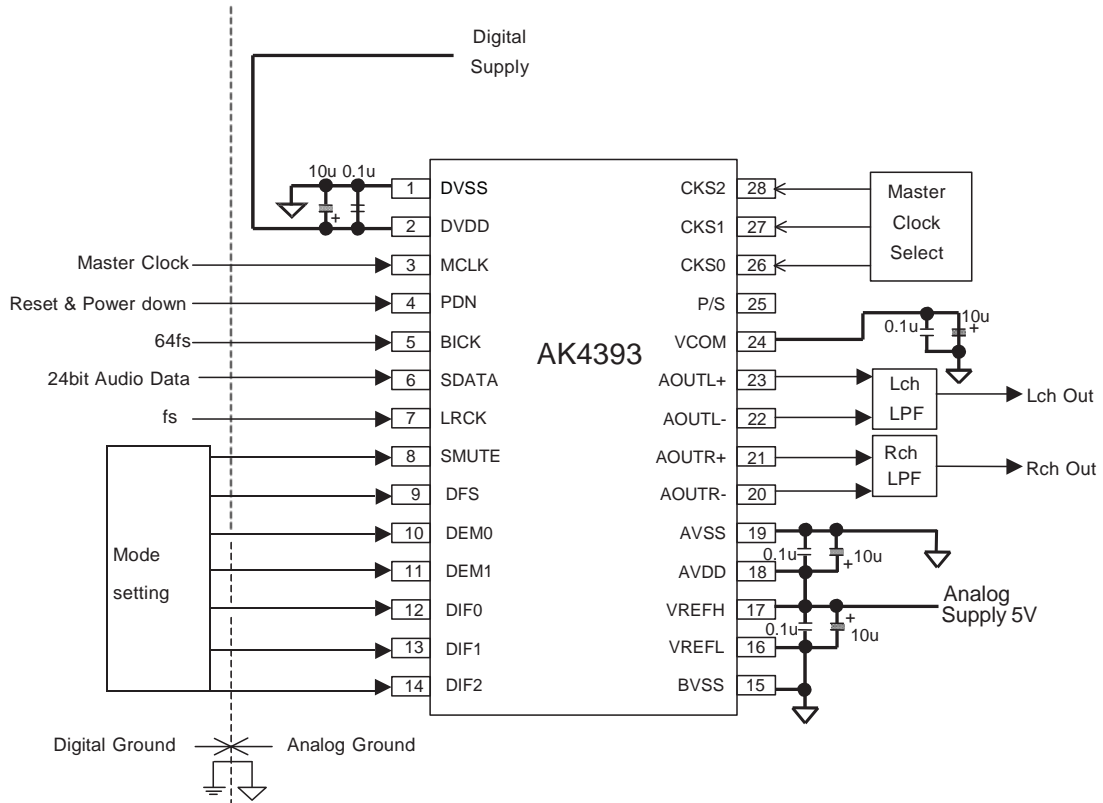 Digital
Supply
10u 0.1u
+
1 DVSS
2 DVDD
Master Clock 3 MCLK
Reset & Power down 4 PDN
64fs 5 BICK
24bit Audio Data 6 SDATA
fs 7 LRCK
8 SMUTE
9 DFS
10 DEM0
11 DEM1
12 DIF0
13 DIF1
14 DIF2
Mode
setting
AK4393
CKS2 28
CKS1 27
CKS0 26
P/S 25
VCOM 24
AOUTL+ 23
AOUTL- 22
AOUTR+ 21
AOUTR- 20
AVSS 19
AVDD 18
VREFH 17
VREFL 16
BVSS 15
Master
Clock
Select
0.1u 10u
+
Lch
LPF
Lch Out
Rch
LPF
Rch Out
0.1u + 10u
Analog
Supply 5V
0.1u + 10u
Digital Ground Analog Ground